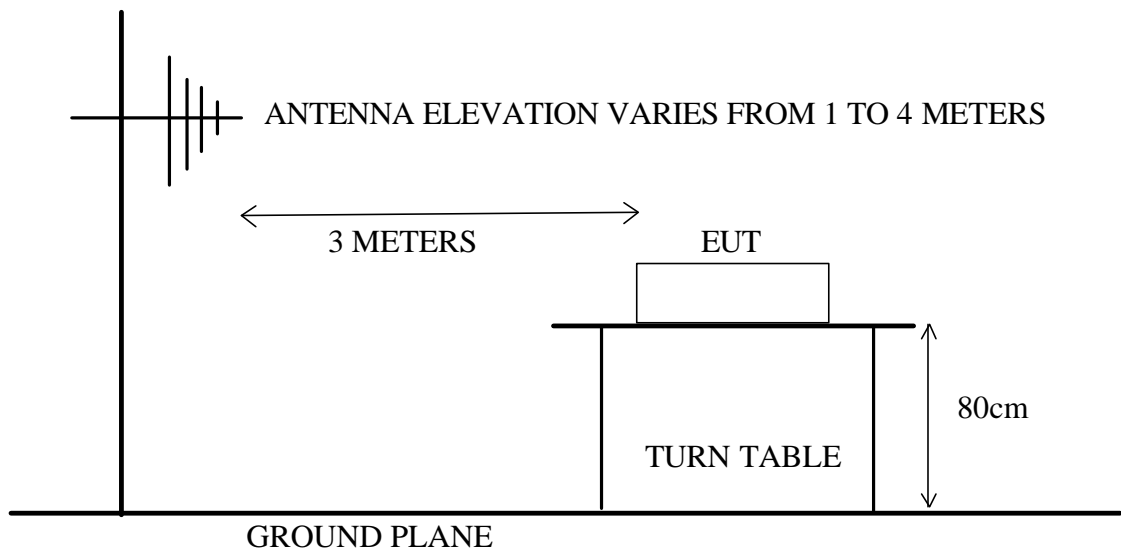 ANTENNA ELEVATION VARIES FROM 1 TO 4 METERS
3 METERS
EUT
80cm
TURN TABLE
GROUND PLANE